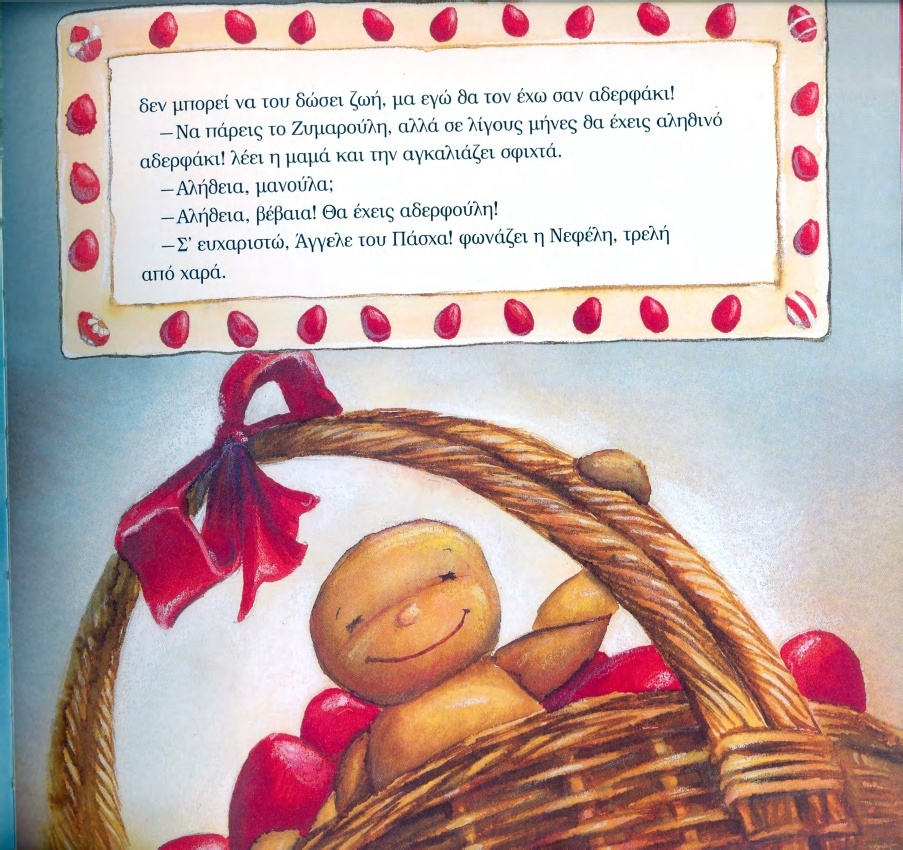 δεν μπορεί να του δώσει ζωή, μα εγώ θα τον έχω σαν αδερφάκι!
—Να πάρεις το Ζυμαρούλη, αλλά σε λίγους μήνες θα έχεις αληθινό
αδερφάκι! λέει η μαμά και την αγκαλιάζει σφιχτά.
—Αλήθεια, μανούλα;
—Αλήθεια, βέβαια! Θα έχεις αδερφούλη!
—Σ' ευχαριστώ, Άγγελε του Πάσχα! φωνάζει η Νεφέλη, τρελή
από χαρά.